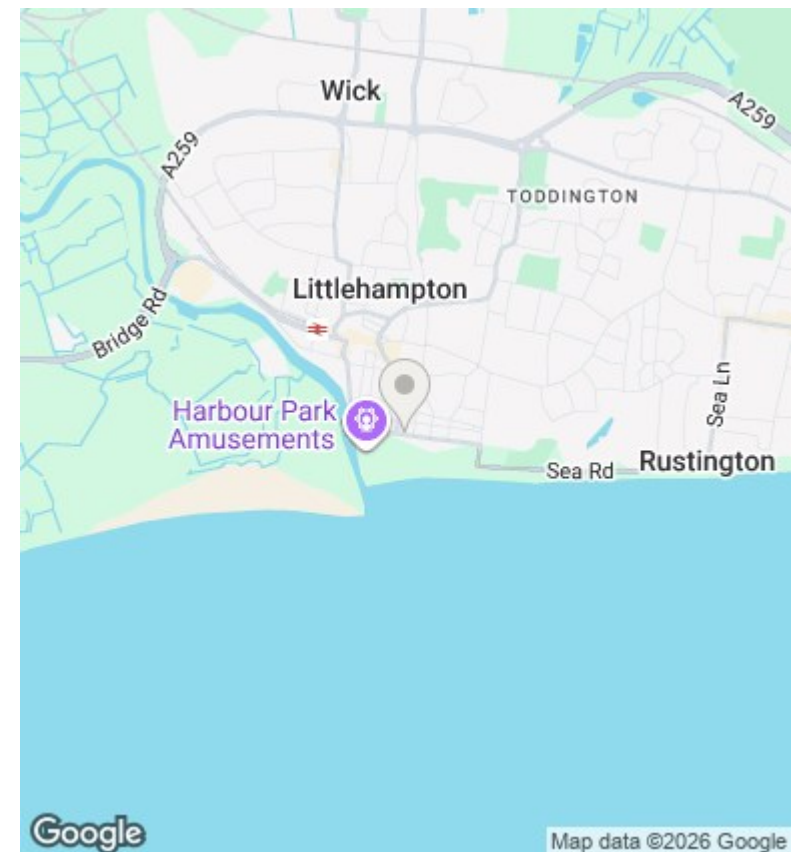 Wick
A259
A259
TODDINGTON
Littlehampton
Bridge Rd
Sea Ln
Harbour Park
Amusements
Sea Rd
Rustington
Google
Map data ©2026 Google